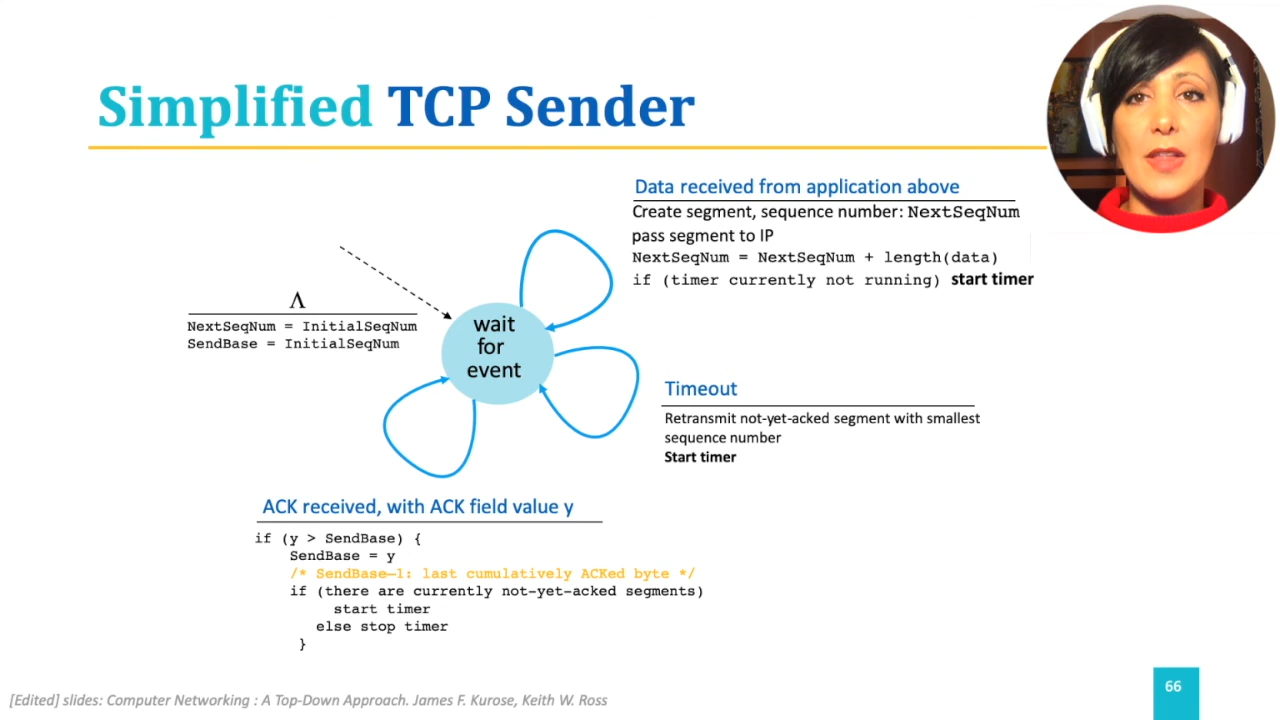 Simplified TCP Sender
Data received from application above
Create segment, sequence number: NextSeqNum
pass segment to IP
NextSeqNum = NextSeqNum + length(data)
if (timer currently not running) start timer
Λ
NextSeqNum = InitialSeqNum
SendBase = InitialSeqNum
wait
for
event
Timeout
Retransmit not-yet-acked segment with smallest
sequence number
Start timer
ACK received, with ACK field value y
if (y > SendBase) {
SendBase = y
/* SendBase–1: last cumulatively ACKed byte */
if (there are currently not-yet-acked segments)
start timer
else stop timer
}
[Edited] slides: Computer Networking : A Top-Down Approach. James F. Kurose, Keith W. Ross
66